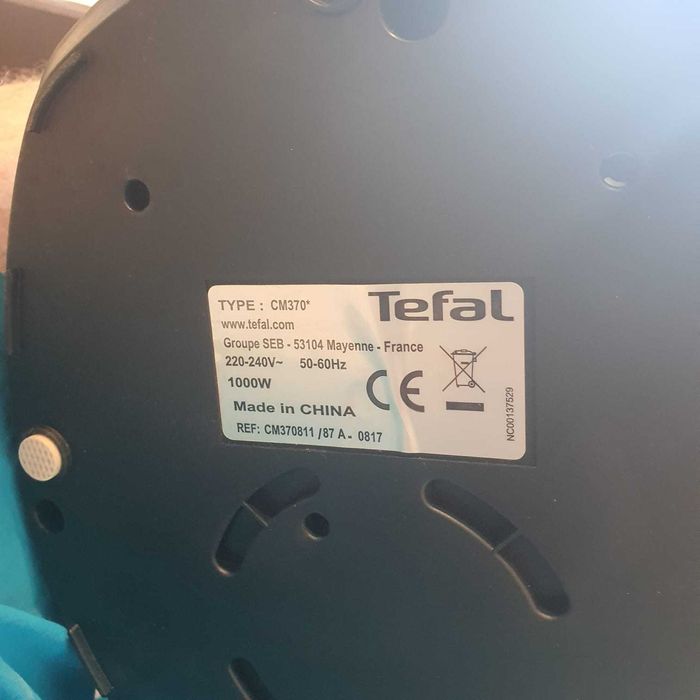 TYPE : CM370*
Tefal
www.tefal.com
Groupe SEB - 53104 Mayenne - France
220-240V~ 50-60Hz
1000W
CE
Made in CHINA
REF: CM370811 /87 A - 0817
NC00137529